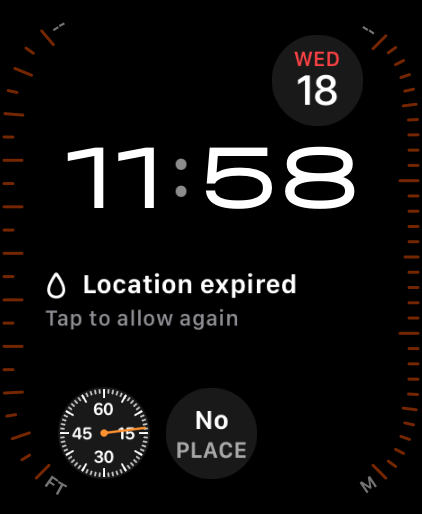 --
--
WED
18
11:58
Location expired
Tap to allow again
60
45 15
30
No
PLACE
FT
M